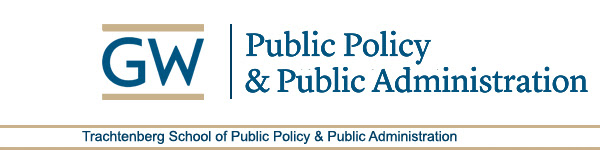 GW
Public Policy
& Public Administration
Trachtenberg School of Public Policy & Public Administration